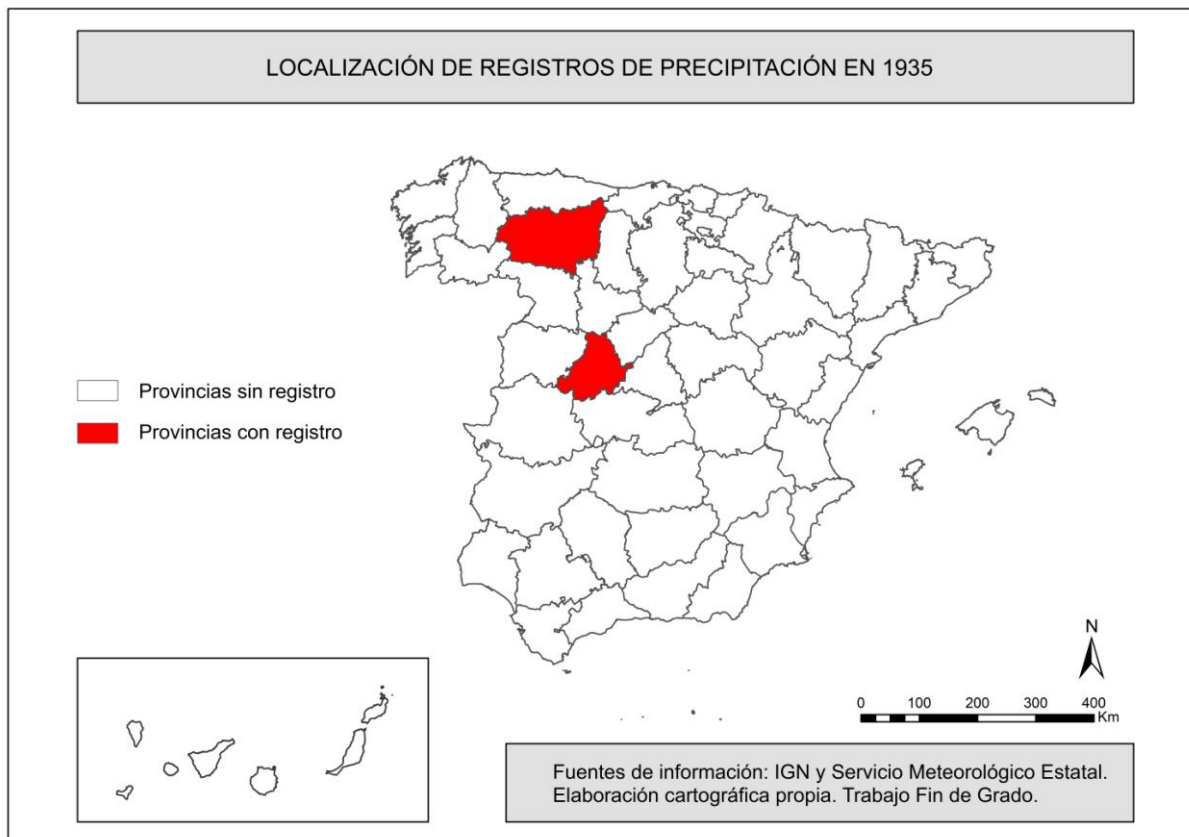 LOCALIZACIÓN DE REGISTROS DE PRECIPITACIÓN EN 1935
Provincias sin registro
Provincias con registro
N
0 100 200 300 400
Km
Fuentes de información: IGN y Servicio Meteorológico Estatal.
Elaboración cartográfica propia. Trabajo Fin de Grado.